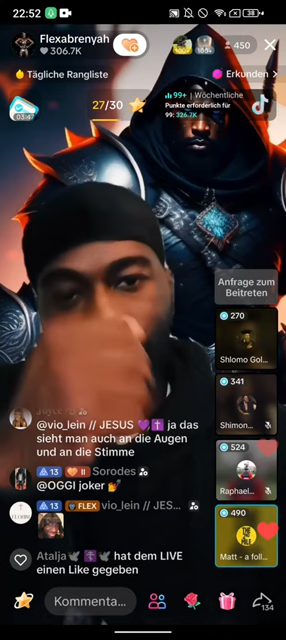 22:52
38
Flexabrenyah
306.7K
450
Tägliche Rangliste
Erkunden >
03:47
27/30
99+ | Wöchentliche
Punkte erforderlich für
99: 326.7K
Anfrage zum
Beitreten
270
Shlomo Gol...
341
Shimon...
524
Raphael...
490
Matt - a foll...
@vio_lein // JESUS 💜✝️ ja das
sieht man auch an die Augen
und an die Stimme
13 II Sorodes
@OGGI joker 💅
13 FLEX vio_lein // JES...
Atalja🕊️ ✝️🕊️ hat dem LIVE
einen Like gegeben
Kommenta...
134